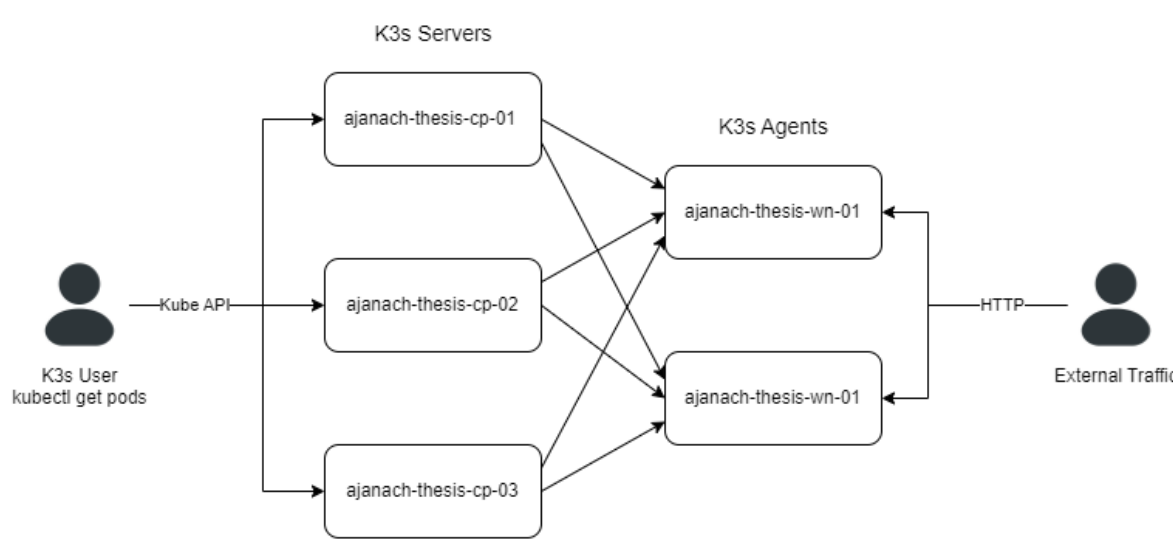 K3s Servers
ajanach-thesis-cp-01
K3s Agents
ajanach-thesis-wn-01
ajanach-thesis-cp-02
Kube API
HTTP
K3s User
kubectl get pods
External Traffic
ajanach-thesis-wn-01
ajanach-thesis-cp-03